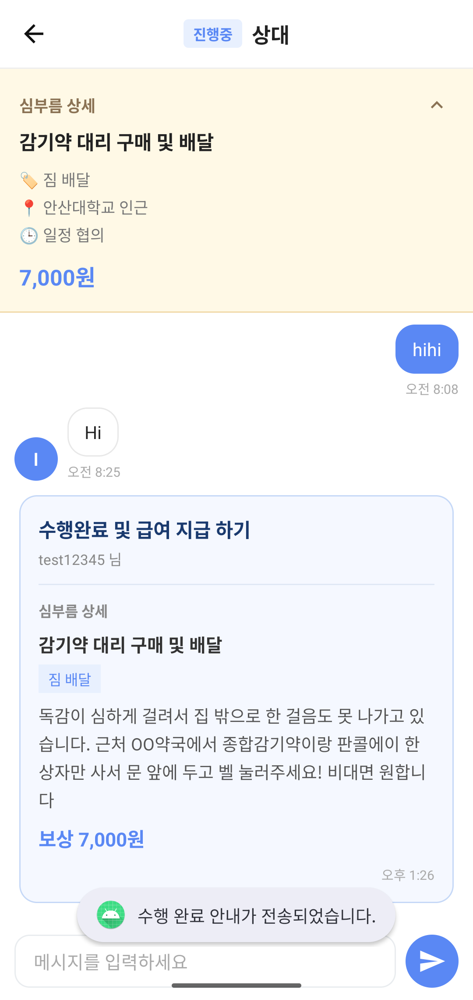 진행중 상대
심부름 상세
감기약 대리 구매 및 배달
짐 배달
안산대학교 인근
일정 협의
7,000원
hihi
오전 8:08
Hi
I
오전 8:25
수행완료 및 급여 지급 하기
test12345 님
심부름 상세
감기약 대리 구매 및 배달
짐 배달
독감이 심하게 걸려서 집 밖으로 한 걸음도 못 나가고 있
습니다. 근처 OO약국에서 종합감기약이랑 판콜에이 한
상자만 사서 문 앞에 두고 벨 눌러주세요! 비대면 원합니
다
보상 7,000원
오후 1:26
수행 완료 안내가 전송되었습니다.
메시지를 입력하세요